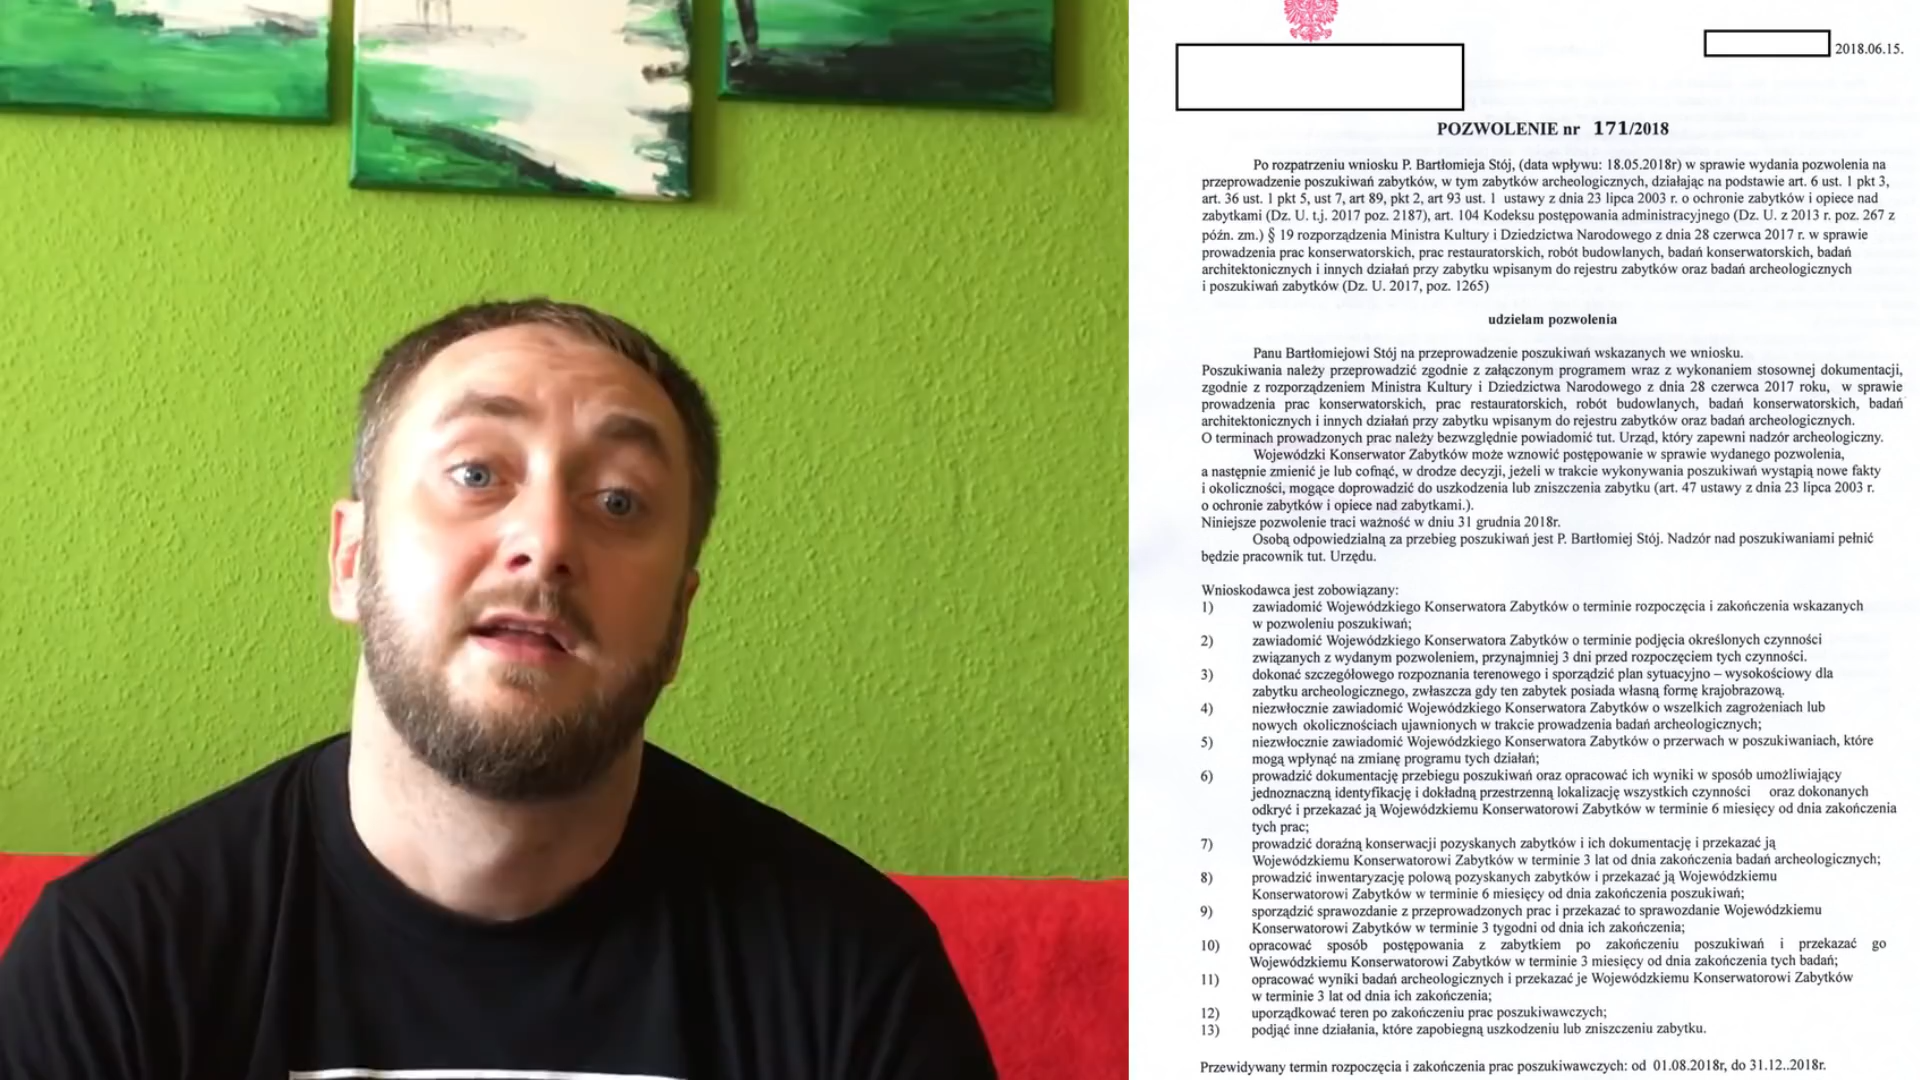 2018.06.15.
POZWOLENIE nr 171/2018
Po rozpatrzeniu wniosku P. Bartłomieja Stój, (data wpływu: 18.05.2018r) w sprawie wydania pozwolenia na
przeprowadzenie poszukiwań zabytków, w tym zabytków archeologicznych, działając na podstawie art. 6 ust. 1 pkt 3,
art. 36 ust. 1 pkt 5, ust 7, art 89, pkt 2, art 93 ust. 1 ustawy z dnia 23 lipca 2003 r. o ochronie zabytków i opiece nad
zabytkami (Dz. U. t.j. 2017 poz. 2187), art. 104 Kodeksu postępowania administracyjnego (Dz. U. z 2013 r. poz. 267 z
późn. zm.) § 19 rozporządzenia Ministra Kultury i Dziedzictwa Narodowego z dnia 28 czerwca 2017 r. w sprawie
prowadzenia prac konserwatorskich, prac restauratorskich, robót budowlanych, badań konserwatorskich, badań
architektonicznych i innych działań przy zabytku wpisanym do rejestru zabytków oraz badań archeologicznych
i poszukiwań zabytków (Dz. U. 2017, poz. 1265)
udzielam pozwolenia
Panu Bartłomiejowi Stój na przeprowadzenie poszukiwań wskazanych we wniosku.
Poszukiwania należy przeprowadzić zgodnie z załączonym programem wraz z wykonaniem stosownej dokumentacji,
zgodnie z rozporządzeniem Ministra Kultury i Dziedzictwa Narodowego z dnia 28 czerwca 2017 roku, w sprawie
prowadzenia prac konserwatorskich, prac restauratorskich, robót budowlanych, badań konserwatorskich, badań
architektonicznych i innych działań przy zabytku wpisanym do rejestru zabytków oraz badań archeologicznych.
O terminach prowadzonych prac należy bezwzględnie powiadomić tut. Urząd, który zapewni nadzór archeologiczny.
Wojewódzki Konserwator Zabytków może wznowić postępowanie w sprawie wydanego pozwolenia,
a następnie zmienić je lub cofnąć, w drodze decyzji, jeżeli w trakcie wykonywania poszukiwań wystąpią nowe fakty
i okoliczności, mogące doprowadzić do uszkodzenia lub zniszczenia zabytku (art. 47 ustawy z dnia 23 lipca 2003 r.
o ochronie zabytków i opiece nad zabytkami.).
Niniejsze pozwolenie traci ważność w dniu 31 grudnia 2018r.
Osobą odpowiedzialną za przebieg poszukiwań jest P. Bartłomiej Stój. Nadzór nad poszukiwaniami pełnić
będzie pracownik tut. Urzędu.
Wnioskodawca jest zobowiązany:
1) zawiadomić Wojewódzkiego Konserwatora Zabytków o terminie rozpoczęcia i zakończenia wskazanych
w pozwoleniu poszukiwań;
2) zawiadomić Wojewódzkiego Konserwatora Zabytków o terminie podjęcia określonych czynności
związanych z wydanym pozwoleniem, przynajmniej 3 dni przed rozpoczęciem tych czynności.
3) dokonać szczegółowego rozpoznania terenowego i sporządzić plan sytuacyjno – wysokościowy dla
zabytku archeologicznego, zwłaszcza gdy ten zabytek posiada własną formę krajobrazową.
4) niezwłocznie zawiadomić Wojewódzkiego Konserwatora Zabytków o wszelkich zagrożeniach lub
nowych okolicznościach ujawnionych w trakcie prowadzenia badań archeologicznych;
5) niezwłocznie zawiadomić Wojewódzkiego Konserwatora Zabytków o przerwach w poszukiwaniach, które
mogą wpłynąć na zmianę programu tych działań;
6) prowadzić dokumentację przebiegu poszukiwań oraz opracować ich wyniki w sposób umożliwiający
jednoznaczną identyfikację i dokładną przestrzenną lokalizację wszystkich czynności oraz dokonanych
odkryć i przekazać ją Wojewódzkiemu Konserwatorowi Zabytków w terminie 6 miesięcy od dnia zakończenia
tych prac;
7) prowadzić doraźną konserwacji pozyskanych zabytków i ich dokumentację i przekazać ją
Wojewódzkiemu Konserwatorowi Zabytków w terminie 3 lat od dnia zakończenia badań archeologicznych;
8) prowadzić inwentaryzację polową pozyskanych zabytków i przekazać ją Wojewódzkiemu
Konserwatorowi Zabytków w terminie 6 miesięcy od dnia zakończenia poszukiwań;
9) sporządzić sprawozdanie z przeprowadzonych prac i przekazać to sprawozdanie Wojewódzkiemu
Konserwatorowi Zabytków w terminie 3 tygodni od dnia ich zakończenia;
10) opracować sposób postępowania z zabytkiem po zakończeniu poszukiwań i przekazać go
Wojewódzkiemu Konserwatorowi Zabytków w terminie 3 miesięcy od dnia zakończenia tych badań;
11) opracować wyniki badań archeologicznych i przekazać je Wojewódzkiemu Konserwatorowi Zabytków
w terminie 3 lat od dnia ich zakończenia;
12) uporządkować teren po zakończeniu prac poszukiwawczych;
13) podjąć inne działania, które zapobiegną uszkodzeniu lub zniszczeniu zabytku.
Przewidywany termin rozpoczęcia i zakończenia prac poszukiwawczych: od 01.08.2018r, do 31.12..2018r.